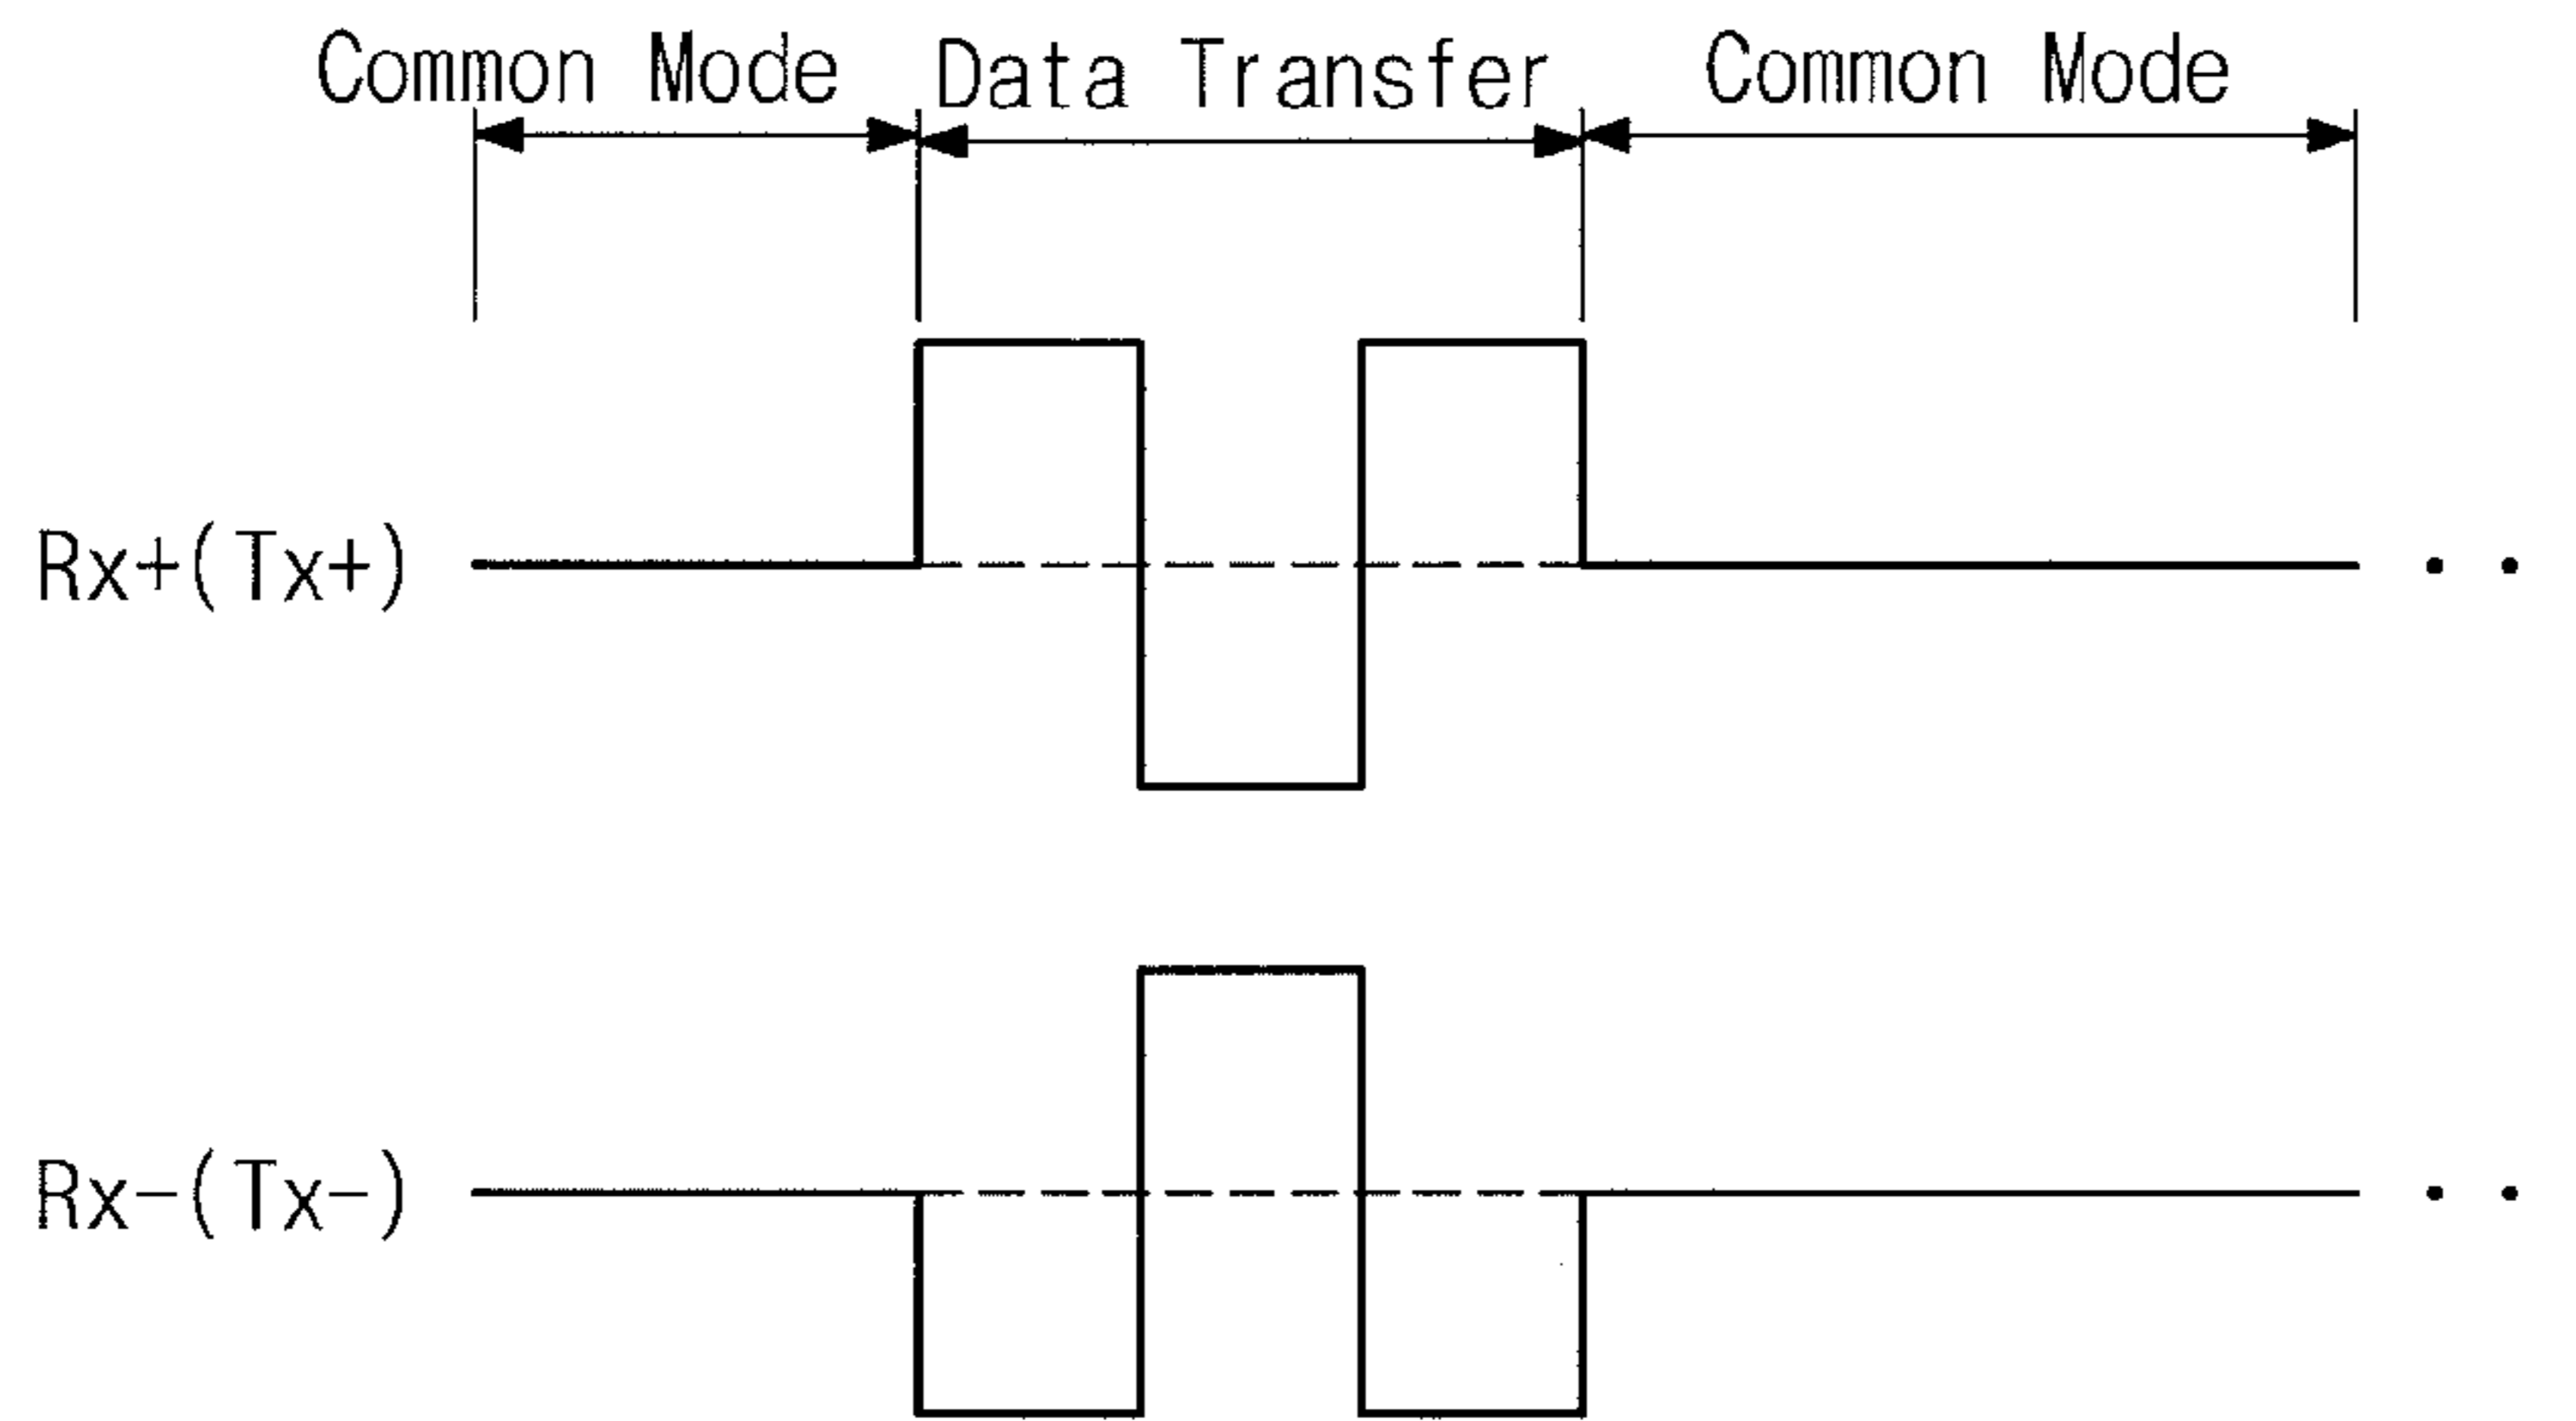 Common Mode Data Transfer Common Mode
Rx+(Tx+)
Rx-(Tx-)